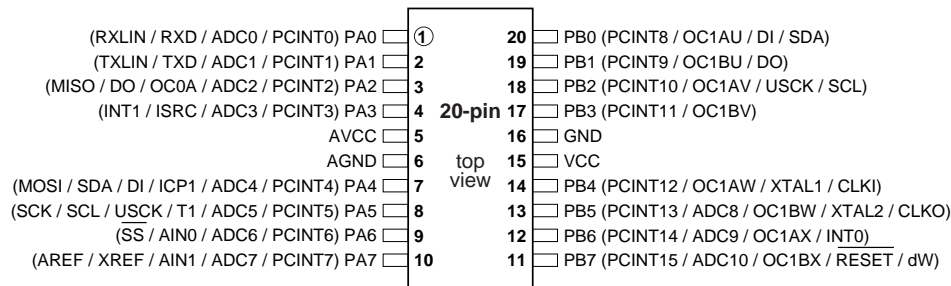 (RXLIN / RXD / ADC0 / PCINT0) PA0 1 20 PB0 (PCINT8 / OC1AU / DI / SDA)
(TXLIN / TXD / ADC1 / PCINT1) PA1 2 19 PB1 (PCINT9 / OC1BU / DO)
(MISO / DO / OC0A / ADC2 / PCINT2) PA2 3 18 PB2 (PCINT10 / OC1AV / USCK / SCL)
(INT1 / ISRC / ADC3 / PCINT3) PA3 4 20-pin 17 PB3 (PCINT11 / OC1BV)
AVCC 5 16 GND
AGND 6 top 15 VCC
(MOSI / SDA / DI / ICP1 / ADC4 / PCINT4) PA4 7 view 14 PB4 (PCINT12 / OC1AW / XTAL1 / CLKI)
(SCK / SCL / USCK / T1 / ADC5 / PCINT5) PA5 8 13 PB5 (PCINT13 / ADC8 / OC1BW / XTAL2 / CLKO)
(SS / AIN0 / ADC6 / PCINT6) PA6 9 12 PB6 (PCINT14 / ADC9 / OC1AX / INT0)
(AREF / XREF / AIN1 / ADC7 / PCINT7) PA7 10 11 PB7 (PCINT15 / ADC10 / OC1BX / RESET / dW)